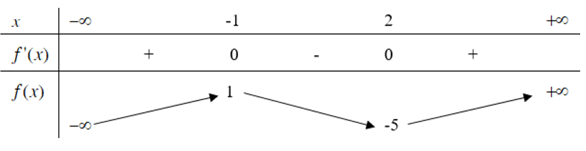 x -∞ -1 2 +∞
f'(x) + 0 - 0 +
f(x) 1 +∞
-∞ -5